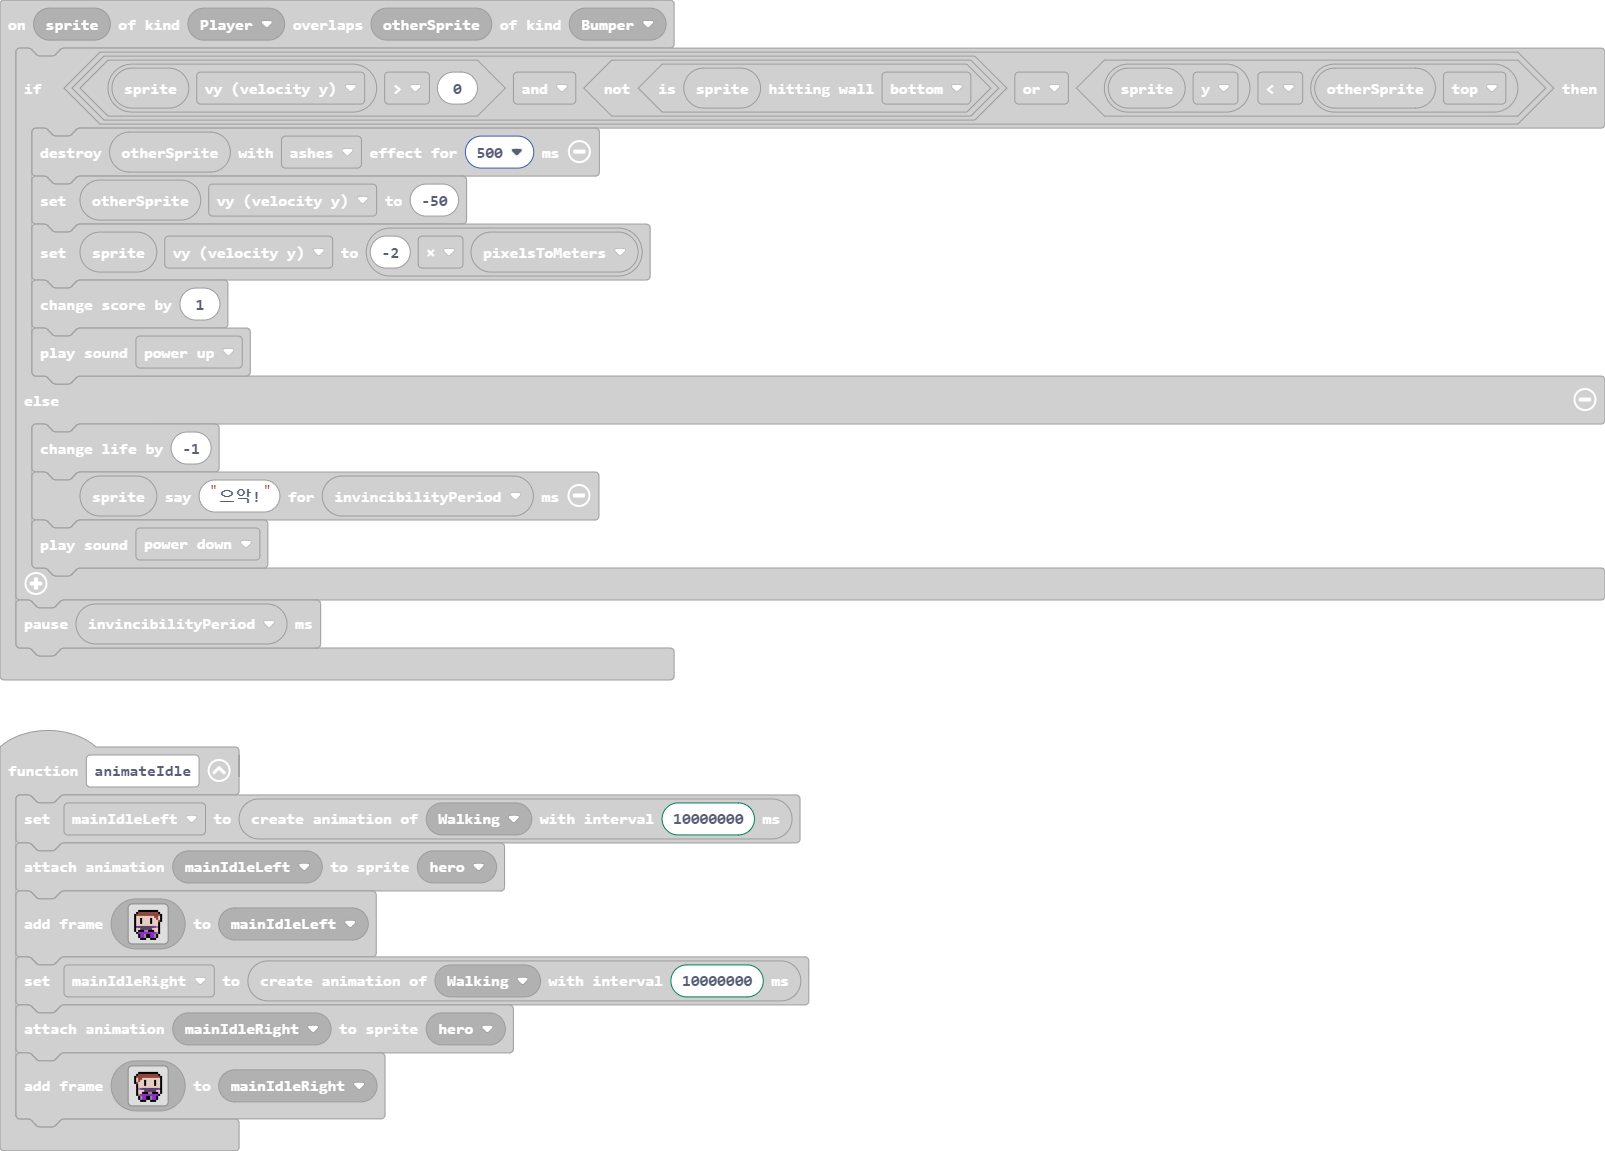 on sprite of kind Player overlaps otherSprite of kind Bumper
if sprite vy (velocity y) > 0 and not is sprite hitting wall bottom or sprite y < otherSprite top then
destroy otherSprite with ashes effect for 500 ms
set otherSprite vy (velocity y) to -50
set sprite vy (velocity y) to -2 × pixelsToMeters
change score by 1
play sound power up
else
change life by -1
sprite say "으악!" for invincibilityPeriod ms
play sound power down
pause invincibilityPeriod ms
function animateIdle
set mainIdleLeft to create animation of Walking with interval 10000000 ms
attach animation mainIdleLeft to sprite hero
add frame to mainIdleLeft
set mainIdleRight to create animation of Walking with interval 10000000 ms
attach animation mainIdleRight to sprite hero
add frame to mainIdleRight